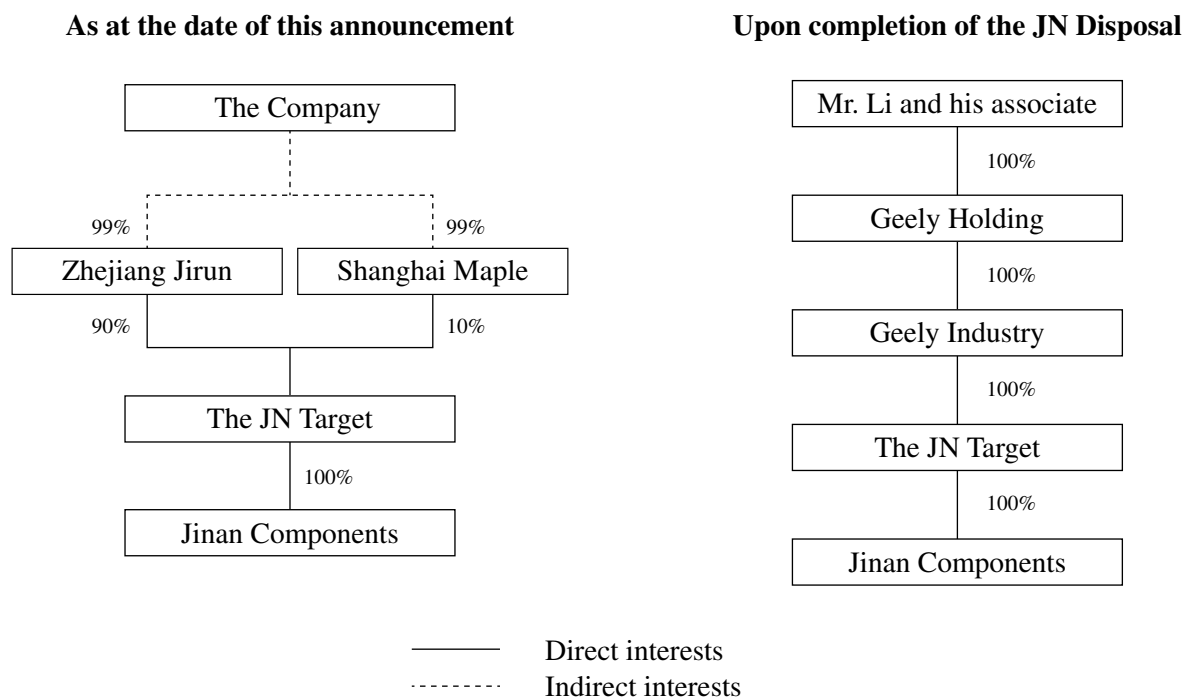 As at the date of this announcement
The Company
99%
99%
Zhejiang Jirun
Shanghai Maple
90%
10%
The JN Target
100%
Jinan Components
Upon completion of the JN Disposal
Mr. Li and his associate
100%
Geely Holding
100%
Geely Industry
100%
The JN Target
100%
Jinan Components
Direct interests
Indirect interests